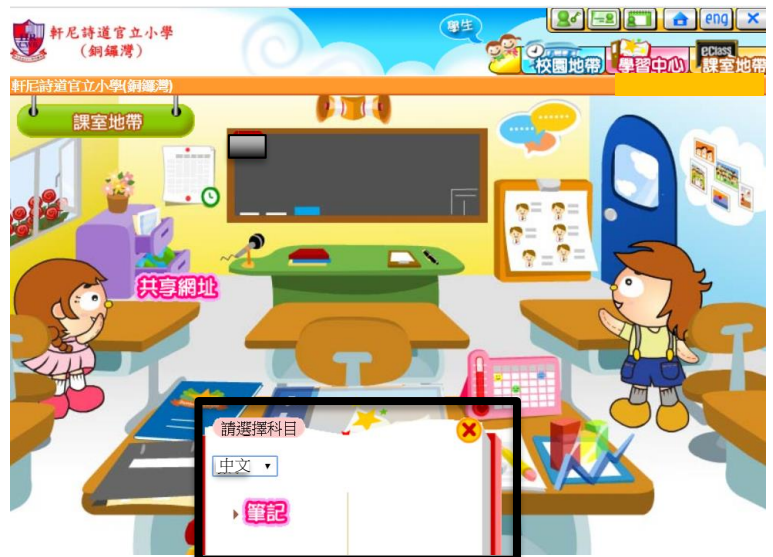 軒尼詩道官立小學
(銅鑼灣)
學生
eng
校園地帶
學習中心
eClass
課室地帶
軒尼詩道官立小學(銅鑼灣)
課室地帶
共享網址
請選擇科目
中文
筆記